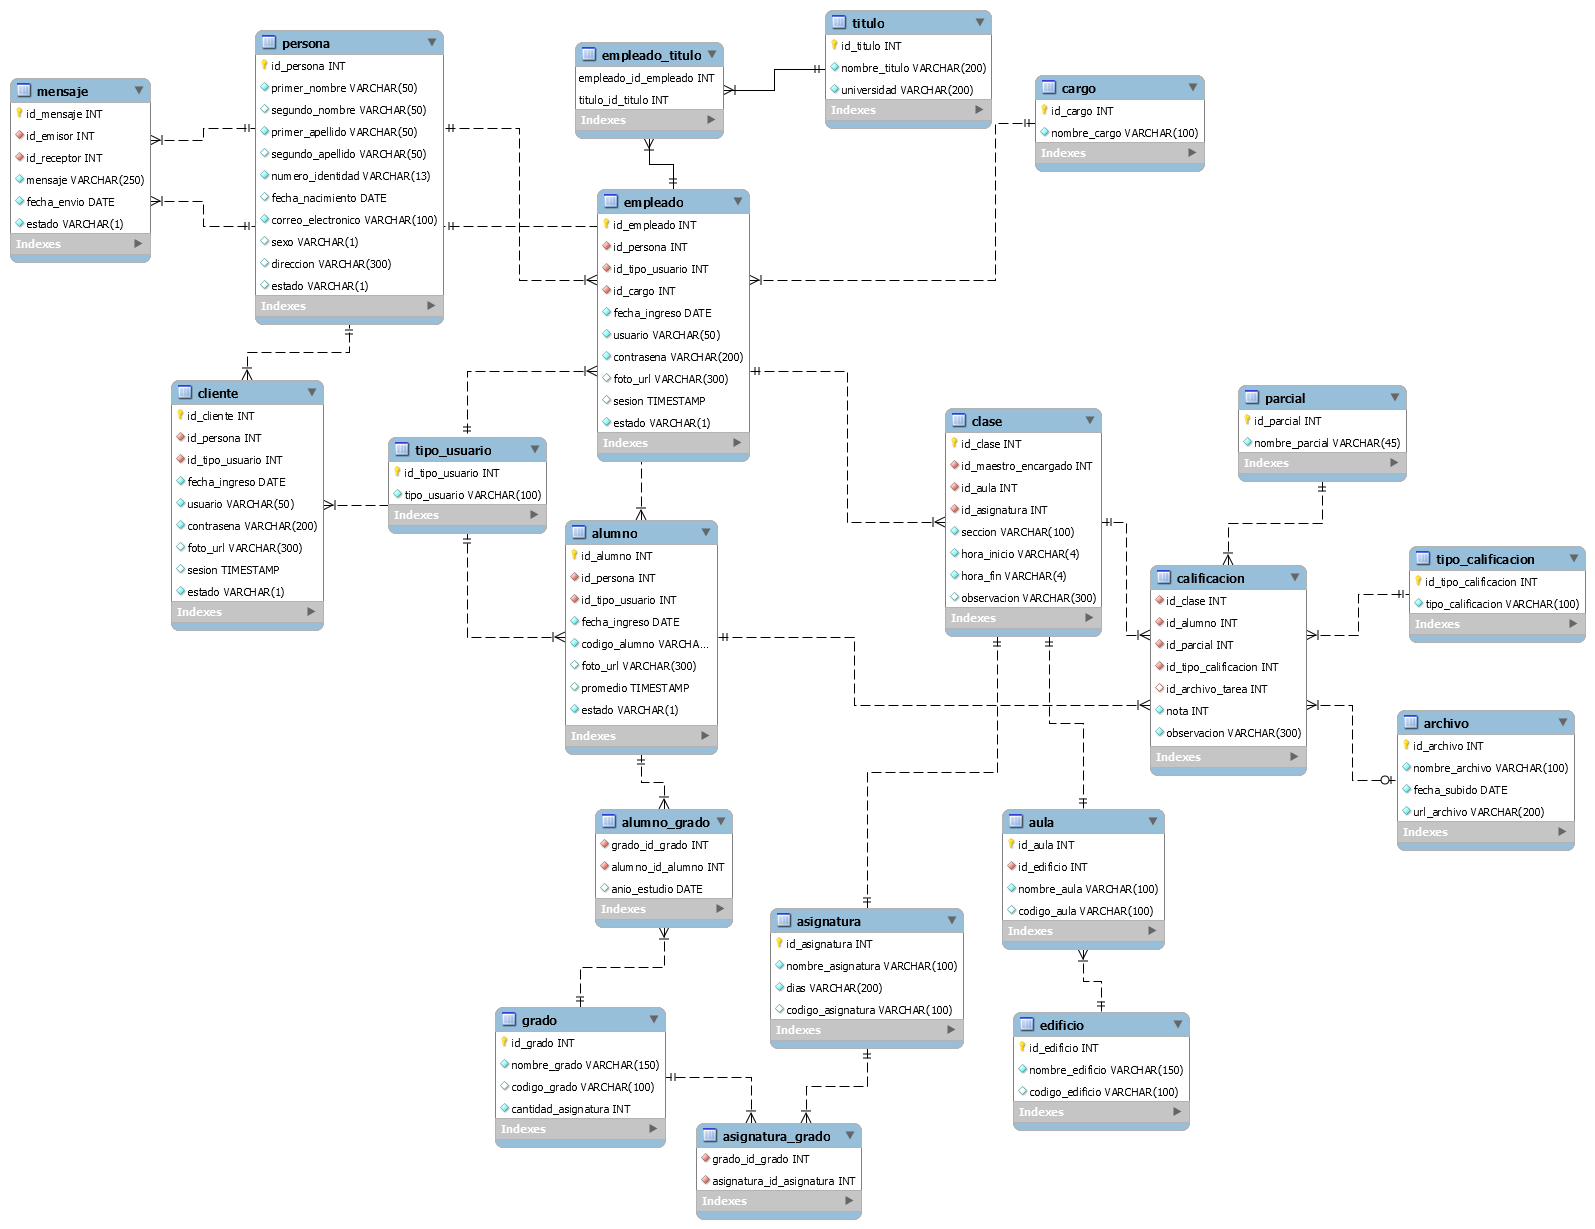 titulo
id_titulo INT
nombre_titulo VARCHAR(200)
universidad VARCHAR(200)
Indexes
persona
id_persona INT
primer_nombre VARCHAR(50)
segundo_nombre VARCHAR(50)
primer_apellido VARCHAR(50)
segundo_apellido VARCHAR(50)
numero_identidad VARCHAR(13)
fecha_nacimiento DATE
correo_electronico VARCHAR(100)
sexo VARCHAR(1)
direccion VARCHAR(300)
estado VARCHAR(1)
Indexes
empleado_titulo
empleado_id_empleado INT
titulo_id_titulo INT
Indexes
cargo
id_cargo INT
nombre_cargo VARCHAR(100)
Indexes
mensaje
id_mensaje INT
id_emisor INT
id_receptor INT
mensaje VARCHAR(250)
fecha_envio DATE
estado VARCHAR(1)
Indexes
empleado
id_empleado INT
id_persona INT
id_tipo_usuario INT
id_cargo INT
fecha_ingreso DATE
usuario VARCHAR(50)
contrasena VARCHAR(200)
foto_url VARCHAR(300)
sesion TIMESTAMP
estado VARCHAR(1)
Indexes
cliente
id_cliente INT
id_persona INT
id_tipo_usuario INT
fecha_ingreso DATE
usuario VARCHAR(50)
contrasena VARCHAR(200)
foto_url VARCHAR(300)
sesion TIMESTAMP
estado VARCHAR(1)
Indexes
tipo_usuario
id_tipo_usuario INT
tipo_usuario VARCHAR(100)
Indexes
clase
id_clase INT
id_maestro_encargado INT
id_aula INT
id_asignatura INT
seccion VARCHAR(100)
hora_inicio VARCHAR(4)
hora_fin VARCHAR(4)
observacion VARCHAR(300)
Indexes
parcial
id_parcial INT
nombre_parcial VARCHAR(45)
Indexes
alumno
id_alumno INT
id_persona INT
id_tipo_usuario INT
fecha_ingreso DATE
codigo_alumno VARCHA...
foto_url VARCHAR(300)
promedio TIMESTAMP
estado VARCHAR(1)
Indexes
calificacion
id_clase INT
id_alumno INT
id_parcial INT
id_tipo_calificacion INT
id_archivo_tarea INT
nota INT
observacion VARCHAR(300)
Indexes
tipo_calificacion
id_tipo_calificacion INT
tipo_calificacion VARCHAR(100)
Indexes
archivo
id_archivo INT
nombre_archivo VARCHAR(100)
fecha_subido DATE
url_archivo VARCHAR(200)
Indexes
alumno_grado
grado_id_grado INT
alumno_id_alumno INT
anio_estudio DATE
Indexes
aula
id_aula INT
id_edificio INT
nombre_aula VARCHAR(100)
codigo_aula VARCHAR(100)
Indexes
asignatura
id_asignatura INT
nombre_asignatura VARCHAR(100)
dias VARCHAR(200)
codigo_asignatura VARCHAR(100)
Indexes
grado
id_grado INT
nombre_grado VARCHAR(150)
codigo_grado VARCHAR(100)
cantidad_asignatura INT
Indexes
edificio
id_edificio INT
nombre_edificio VARCHAR(150)
codigo_edificio VARCHAR(100)
Indexes
asignatura_grado
grado_id_grado INT
asignatura_id_asignatura INT
Indexes